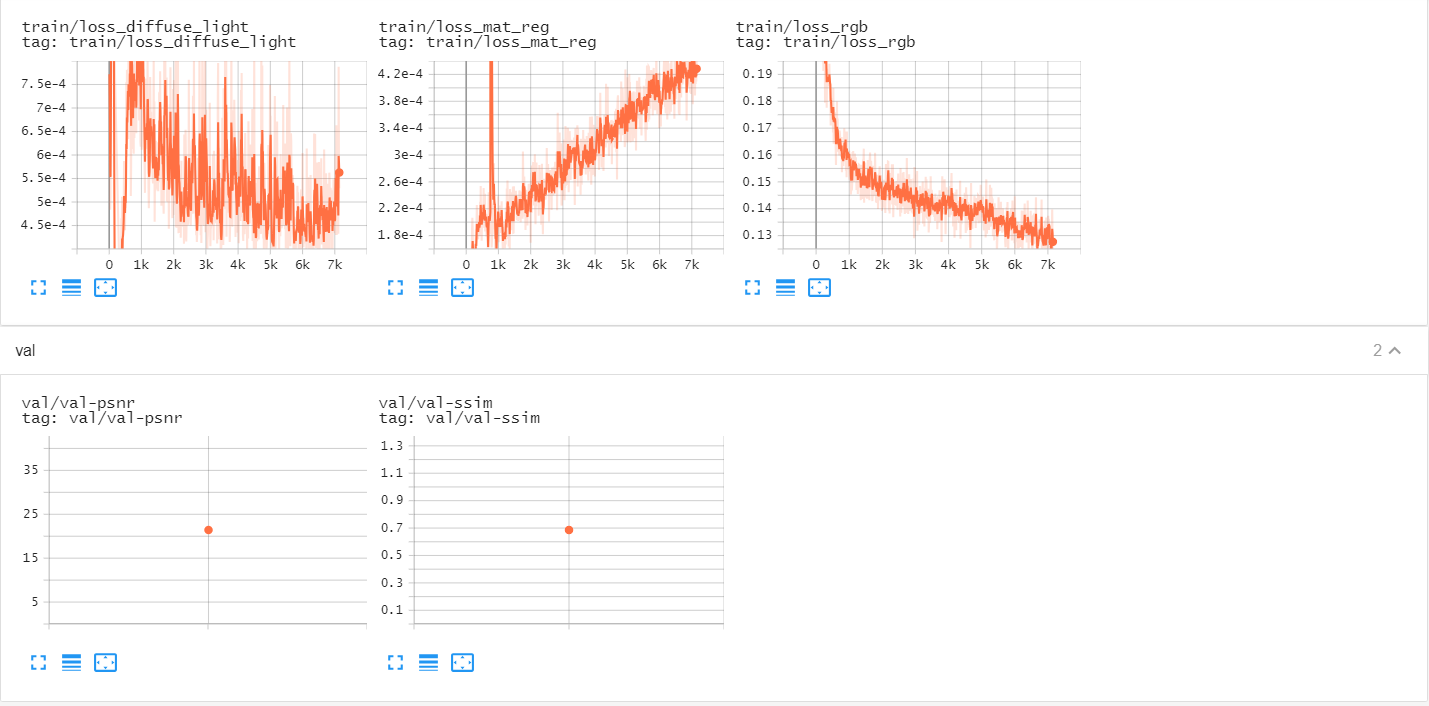 train/loss_diffuse_light
tag: train/loss_diffuse_light
7.5e-4
7e-4
6.5e-4
6e-4
5.5e-4
5e-4
4.5e-4
0 1k 2k 3k 4k 5k 6k 7k
train/loss_mat_reg
tag: train/loss_mat_reg
4.2e-4
3.8e-4
3.4e-4
3e-4
2.6e-4
2.2e-4
1.8e-4
0 1k 2k 3k 4k 5k 6k 7k
train/loss_rgb
tag: train/loss_rgb
0.19
0.18
0.17
0.16
0.15
0.14
0.13
0 1k 2k 3k 4k 5k 6k 7k
val 2
val/val-psnr
tag: val/val-psnr
35
25
15
5
val/val-ssim
tag: val/val-ssim
1.3
1.1
0.9
0.7
0.5
0.3
0.1